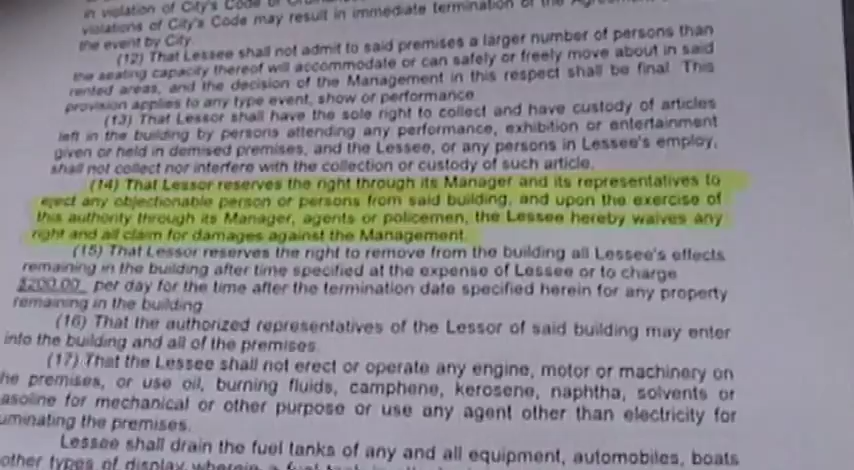 in violation of City's Code or
violations of City's Code may result in immediate termination of the Agreement
the event by City.
(12) That Lessee shall not admit to said premises a larger number of persons than
the seating capacity thereof will accommodate or can safely or freely move about in said
rented areas, and the decision of the Management in this respect shall be final. This
provision applies to any type event, show or performance
(13) That Lessor shall have the sole right to collect and have custody of articles
left in the building by persons attending any performance, exhibition or entertainment
given or held in demised premises, and the Lessee, or any persons in Lessee's employ,
shall not collect nor interfere with the collection or custody of such article.
(14) That Lessor reserves the right through its Manager and its representatives to
eject any objectionable person or persons from said building, and upon the exercise of
this authority through its Manager, agents or policemen, the Lessee hereby waives any
right and all claim for damages against the Management.
(15) That Lessor reserves the right to remove from the building all Lessee's effects
remaining in the building after time specified at the expense of Lessee or to charge
$200.00 per day for the time after the termination date specified herein for any property
remaining in the building
(16) That the authorized representatives of the Lessor of said building may enter
into the building and all of the premises.
(17) That the Lessee shall not erect or operate any engine, motor or machinery on
he premises, or use oil, burning fluids, camphene, kerosene, naphtha, solvents or
asoline for mechanical or other purpose or use any agent other than electricity for
uminating the premises.
Lessee shall drain the fuel tanks of any and all equipment, automobiles, boats
other types of display wherein a fuel tank